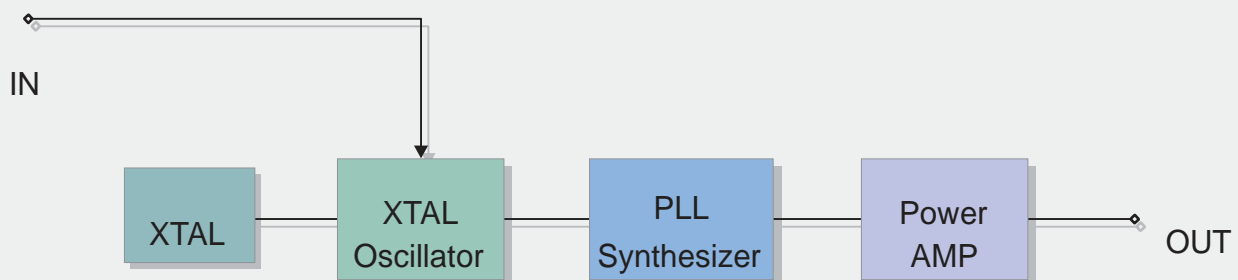 IN
XTAL
XTAL
Oscillator
PLL
Synthesizer
Power
AMP
OUT